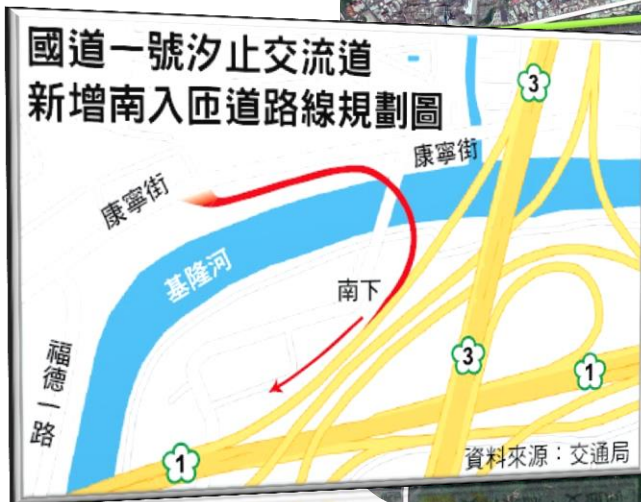 國道一號汐止交流道
新增南入匝道路線規劃圖
3
康寧街
康寧街
基隆河
南下
福德一路
3
1
1
資料來源：交通局